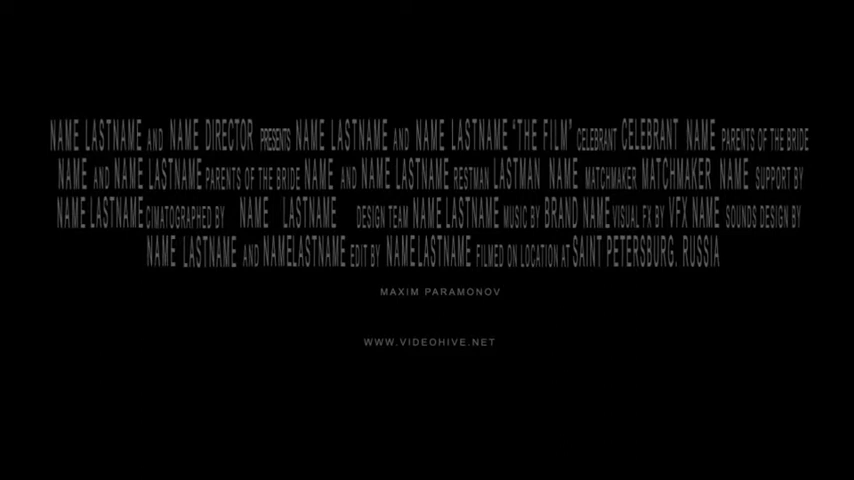 NAME LASTNAME AND NAME DIRECTOR PRESENTS NAME LASTNAME AND NAME LASTNAME "THE FILM" CELEBRANT CELEBRANT NAME PARENTS OF THE BRIDE
NAME AND NAME LASTNAME PARENTS OF THE BRIDE NAME AND NAME LASTNAME RESTMAN LASTMAN NAME MATCHMAKER MATCHMAKER NAME SUPPORT BY
NAME LASTNAME CIMATOGRAPHED BY NAME LASTNAME DESIGN TEAM NAME LASTNAME MUSIC BY BRAND NAME VISUAL FX BY VFX NAME SOUNDS DESIGN BY
NAME LASTNAME AND NAMELASTNAME EDIT BY NAMELASTNAME FILMED ON LOCATION AT SAINT PETERSBURG. RUSSIA
MAXIM PARAMONOV
WWW.VIDEOHIVE.NET